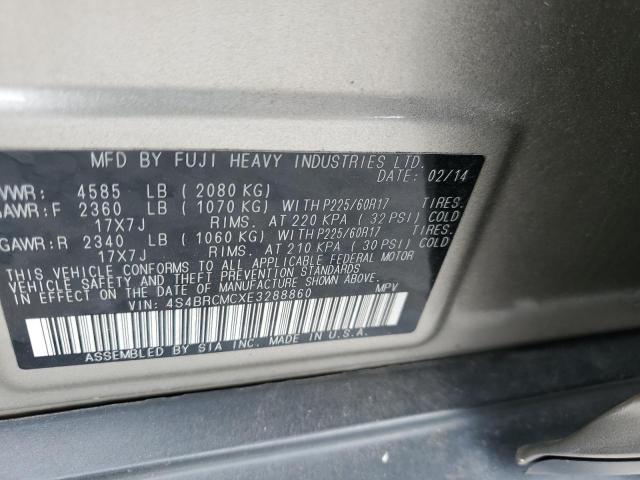 MFD BY FUJI HEAVY INDUSTRIES LTD.
DATE: 02/14
VWR: 4585 LB ( 2080 KG)
GAWR:F 2360 LB ( 1070 KG) WITH P225/60R17 TIRES.
17X7J RIMS. AT 220 KPA ( 32 PSI) COLD
GAWR:R 2340 LB ( 1060 KG) WITH P225/60R17 TIRES.
17X7J RIMS. AT 210 KPA ( 30 PSI) COLD
THIS VEHICLE CONFORMS TO ALL APPLICABLE FEDERAL MOTOR
VEHICLE SAFETY AND THEFT PREVENTION STANDARDS
IN EFFECT ON THE DATE OF MANUFACTURE SHOWN ABOVE.
VIN: 4S4BRCMCXE3288860 MPV
ASSEMBLED BY SIA INC. MADE IN U.S.A.